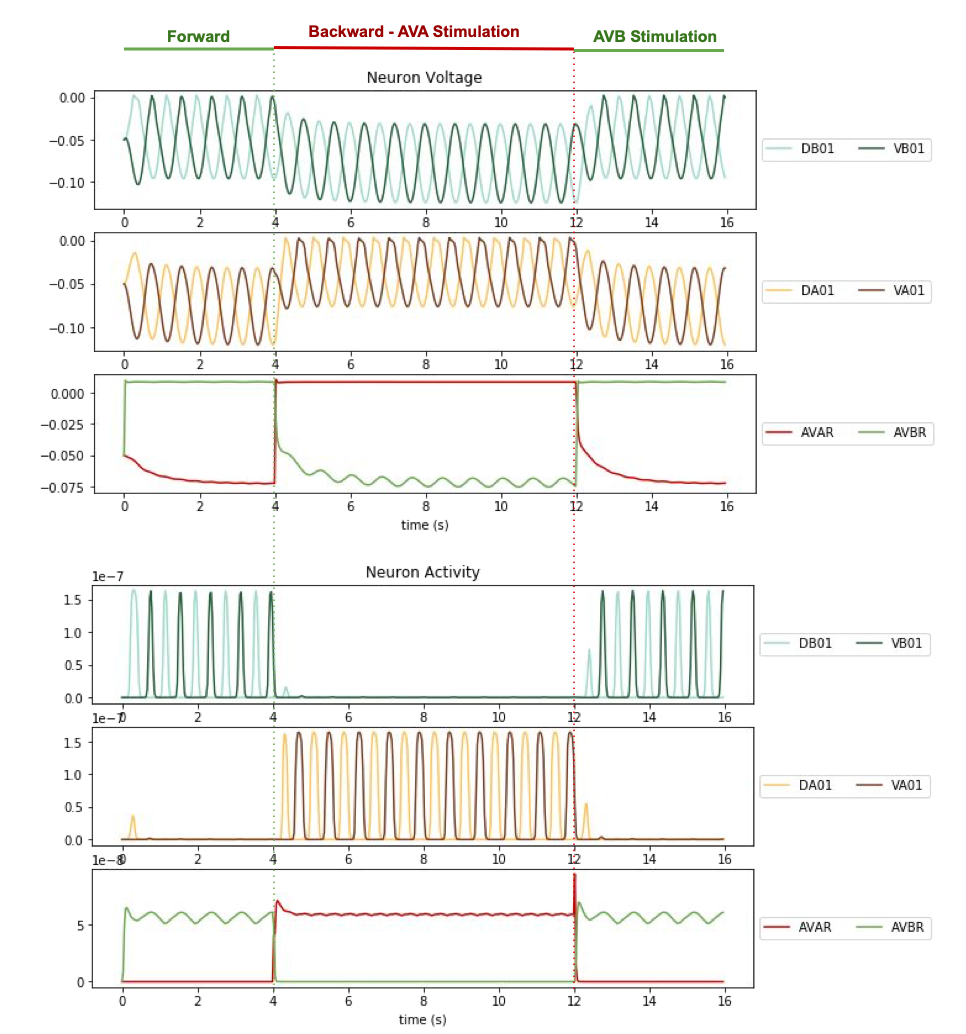 Forward
Backward - AVA Stimulation
AVB Stimulation
Neuron Voltage
0.00
−0.05
−0.10
0 2 4 6 8 10 12 14 16
DB01 VB01
0.00
−0.05
−0.10
0 2 4 6 8 10 12 14 16
DA01 VA01
0.000
−0.025
−0.050
−0.075
0 2 4 6 8 10 12 14 16
time (s)
AVAR AVBR
Neuron Activity
1e−7
1.5
1.0
0.5
0.0
0 2 4 6 8 10 12 14 16
DB01 VB01
1e−7
1.5
1.0
0.5
0.0
0 2 4 6 8 10 12 14 16
DA01 VA01
1e−8
5
0
0 2 4 6 8 10 12 14 16
time (s)
AVAR AVBR